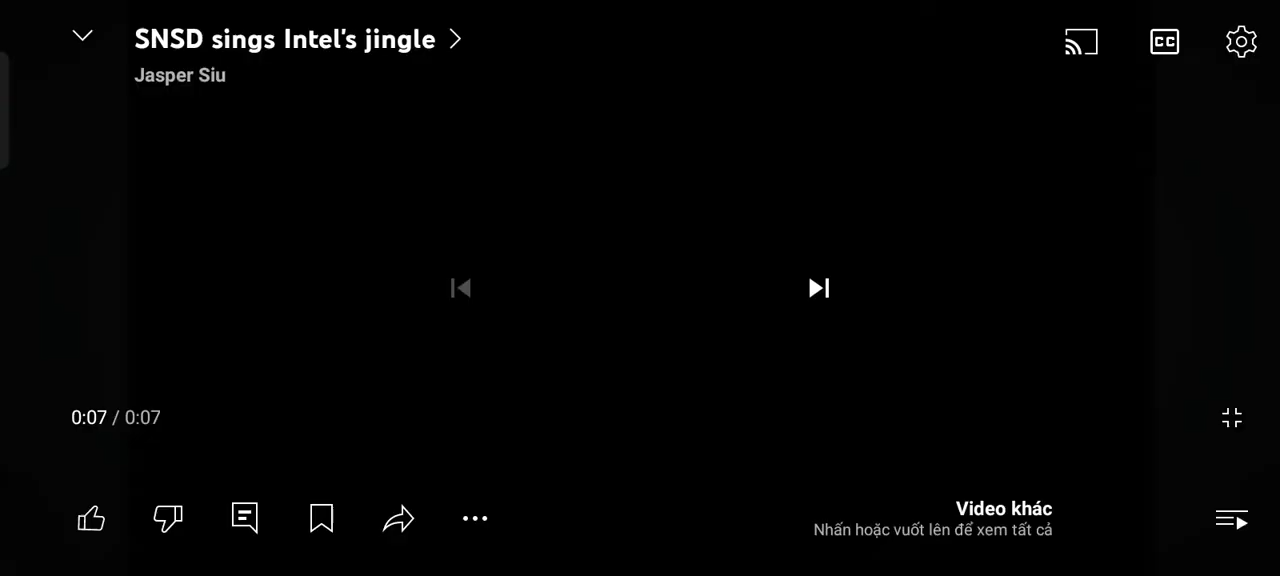 SNSD sings Intel's jingle
Jasper Siu
CC
0:07 / 0:07
Video khác
Nhấn hoặc vuốt lên để xem tất cả